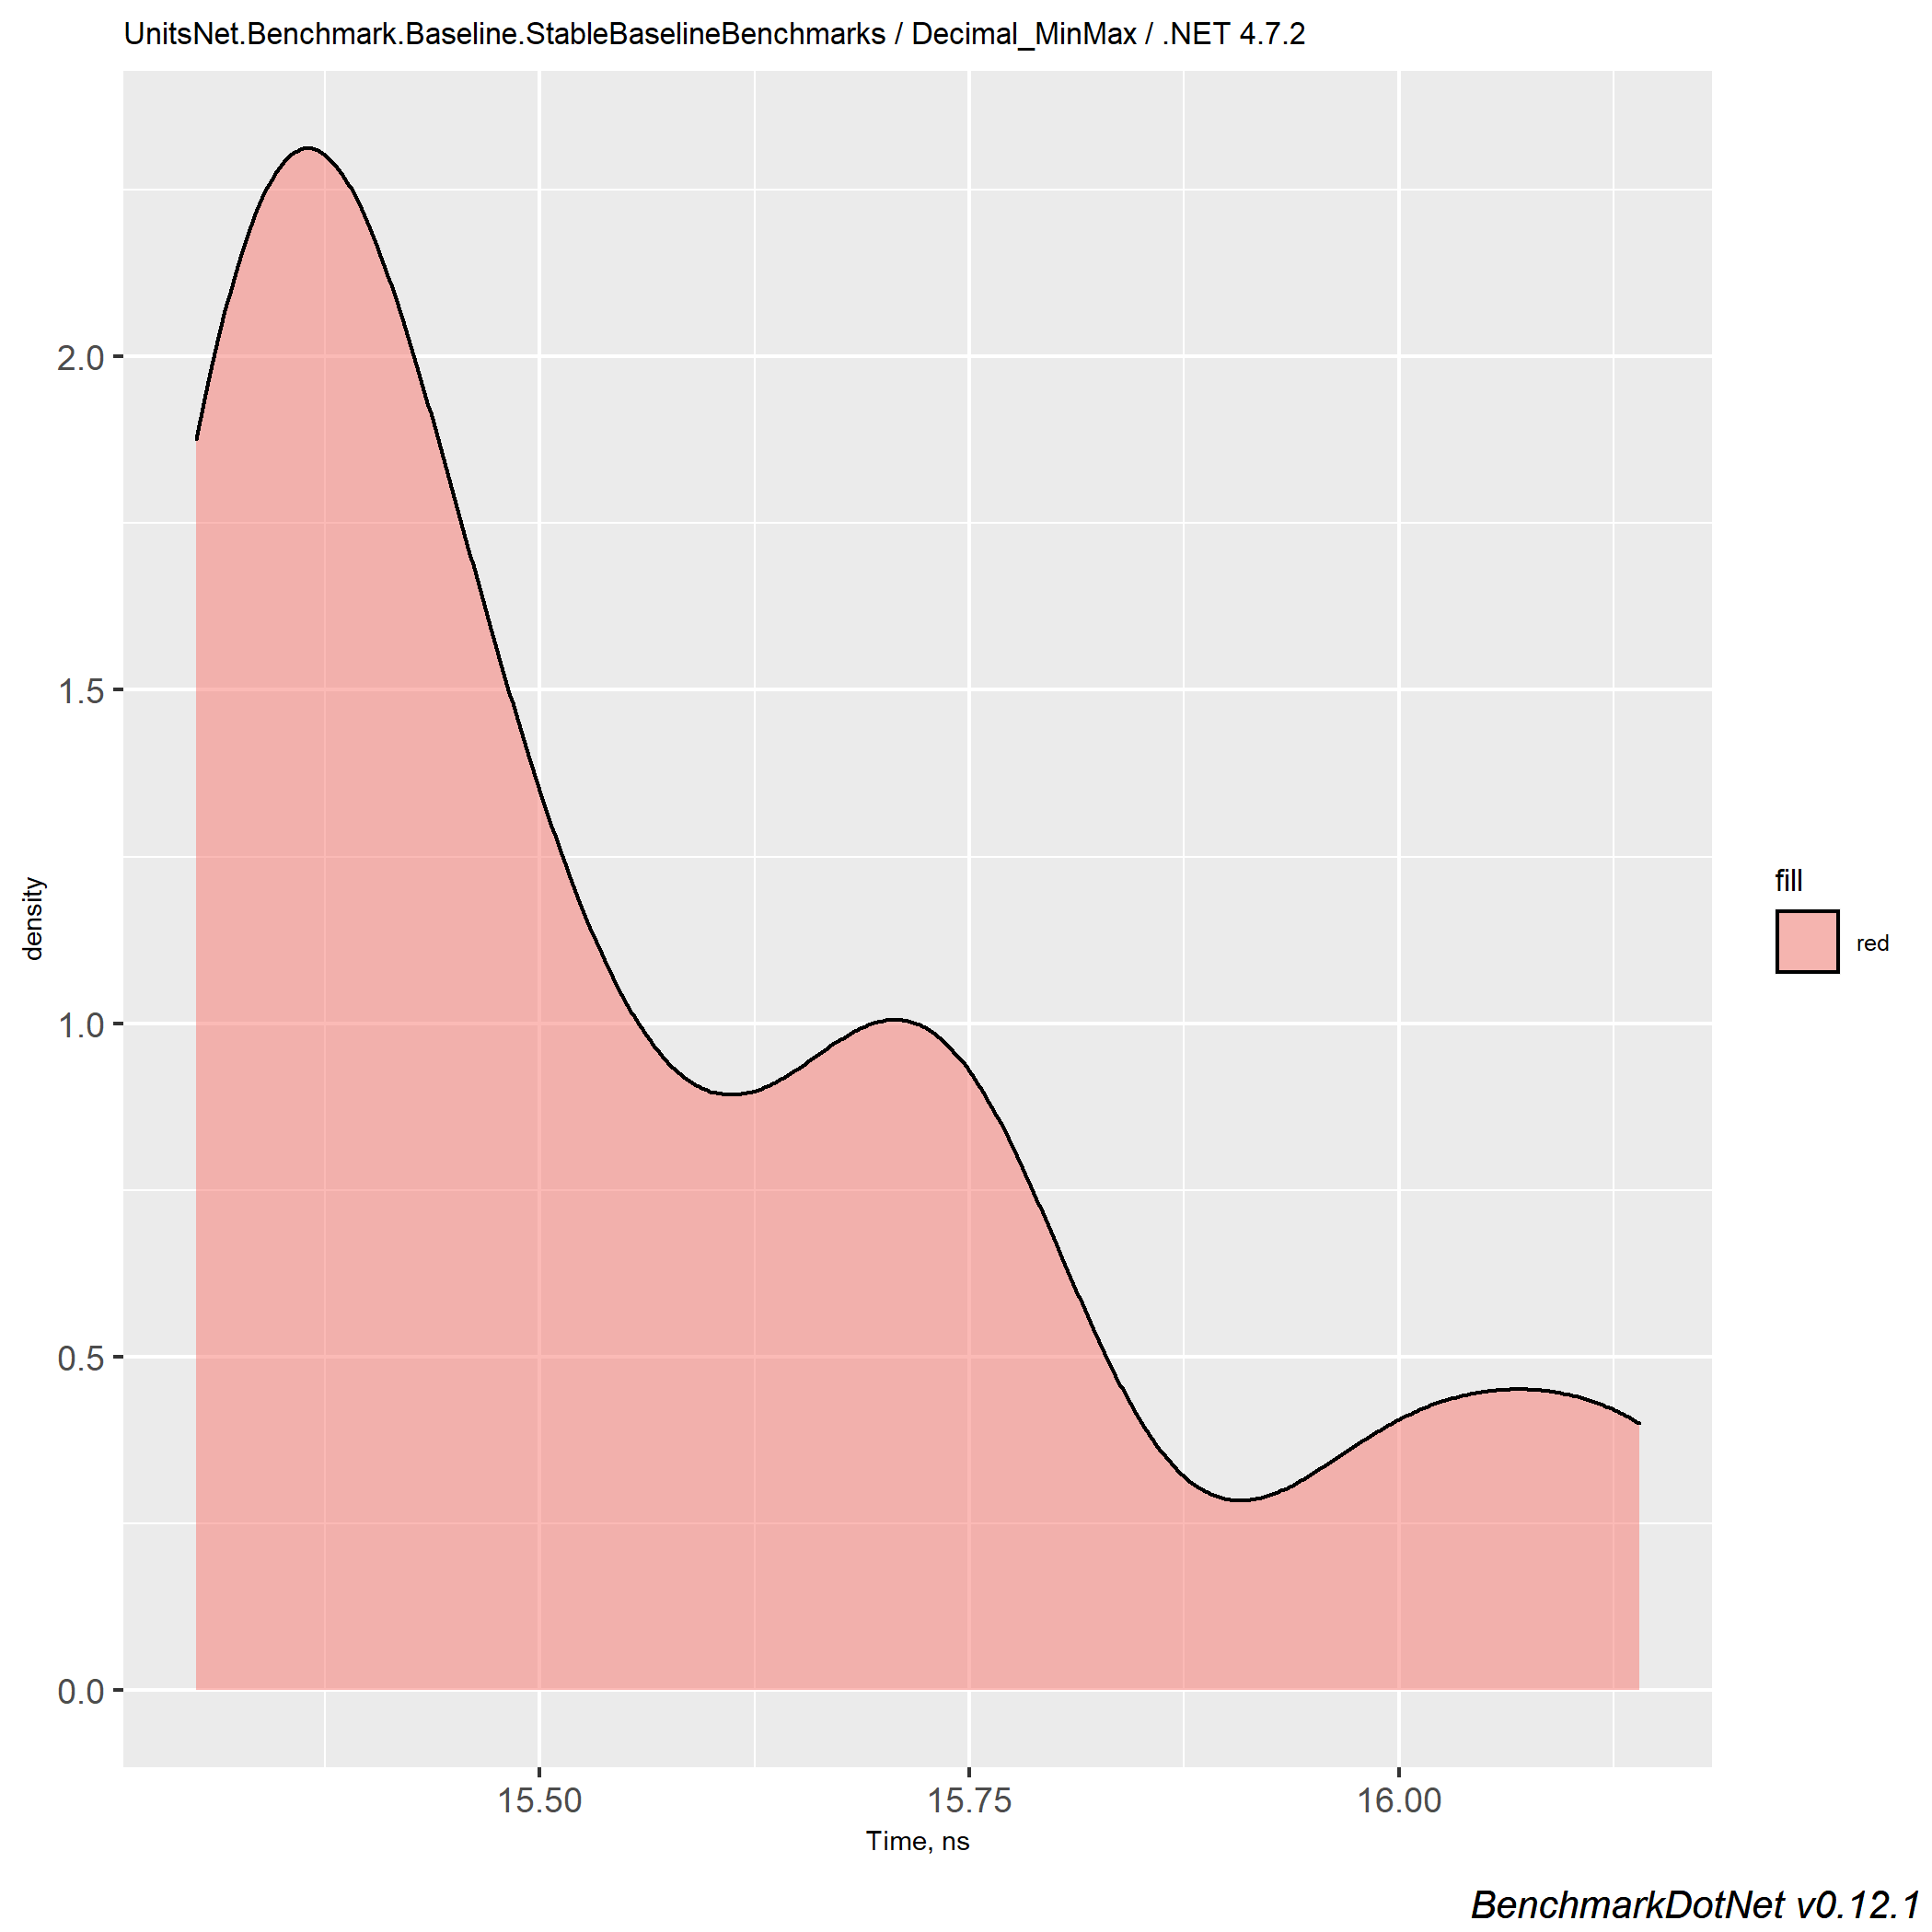 UnitsNet.Benchmark.Baseline.StableBaselineBenchmarks / Decimal_MinMax / .NET 4.7.2
2.0
1.5
1.0
0.5
0.0
density
15.50
15.75
16.00
Time, ns
fill
red
BenchmarkDotNet v0.12.1